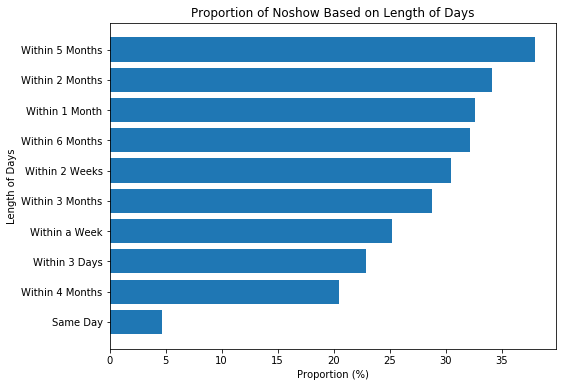 Proportion of Noshow Based on Length of Days
Length of Days
Within 5 Months
Within 2 Months
Within 1 Month
Within 6 Months
Within 2 Weeks
Within 3 Months
Within a Week
Within 3 Days
Within 4 Months
Same Day
0 5 10 15 20 25 30 35
Proportion (%)